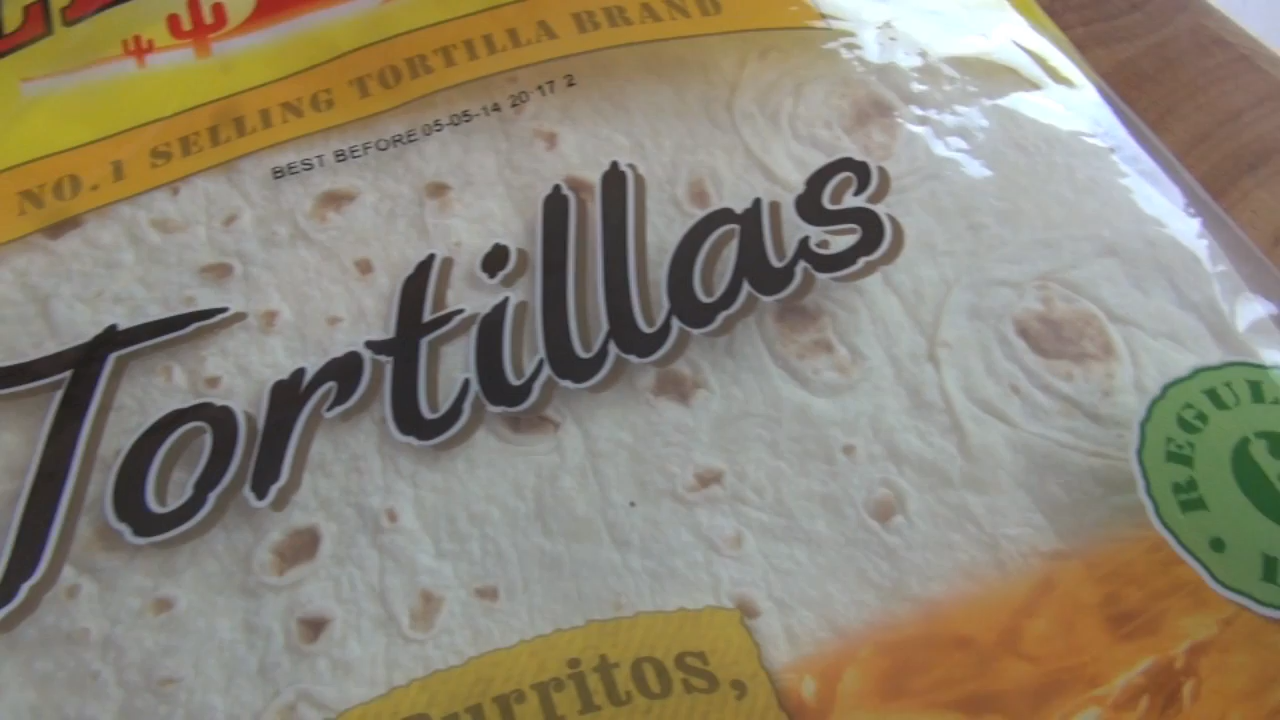 NO.1 SELLING TORTILLA BRAND
BEST BEFORE 05-05-14 20:17 2
Tortillas
Burritos,